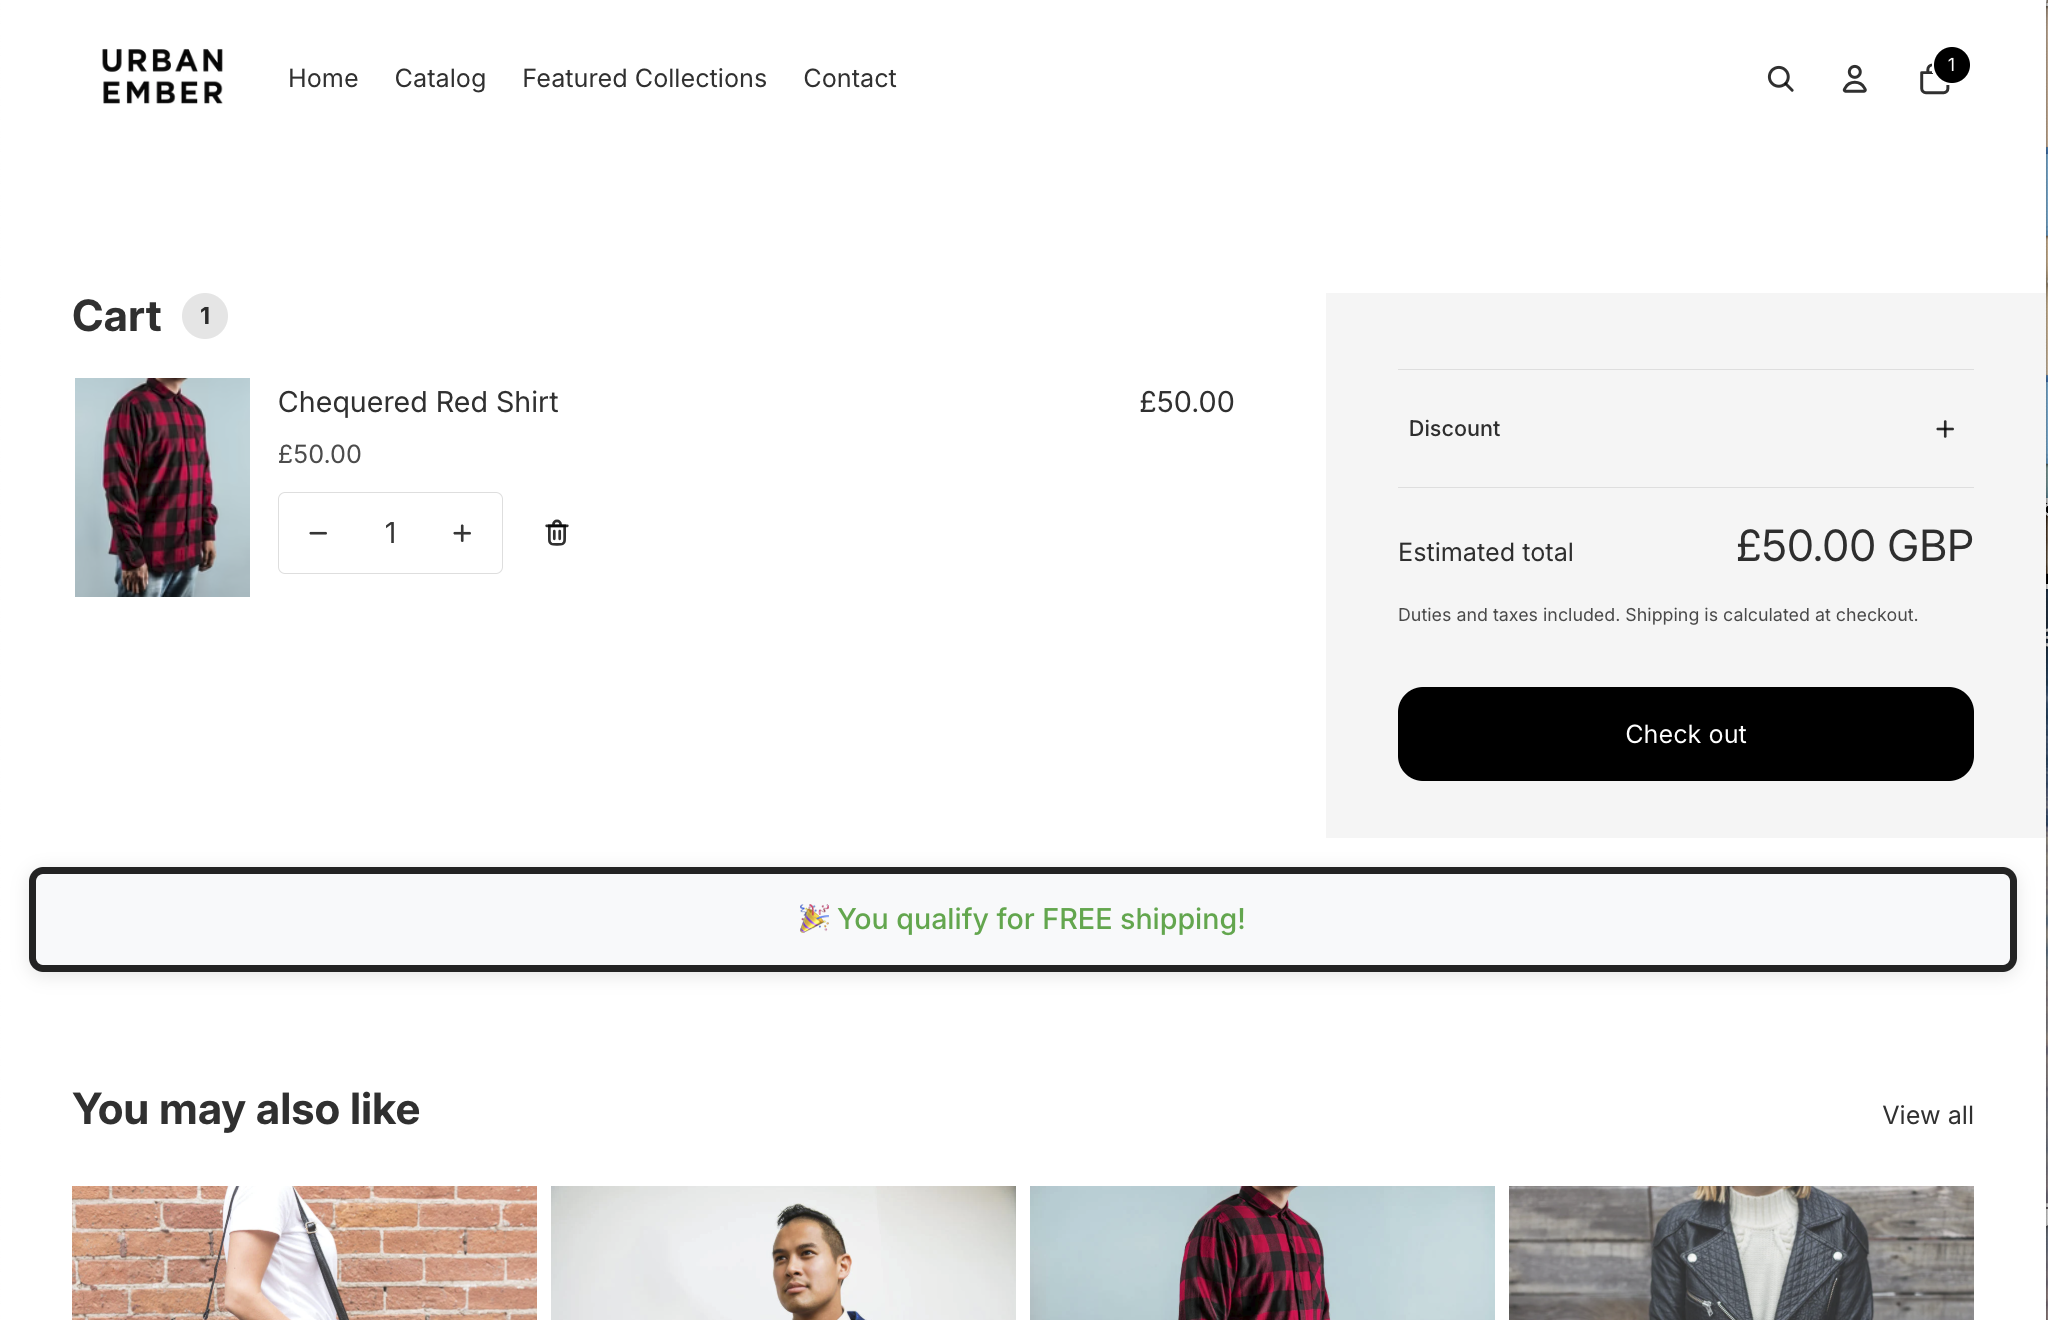 URBAN
EMBER
Home Catalog Featured Collections Contact
1
Cart 1
Chequered Red Shirt £50.00
£50.00
− 1 +
Discount +
Estimated total £50.00 GBP
Duties and taxes included. Shipping is calculated at checkout.
Check out
🎉 You qualify for FREE shipping!
You may also like
View all